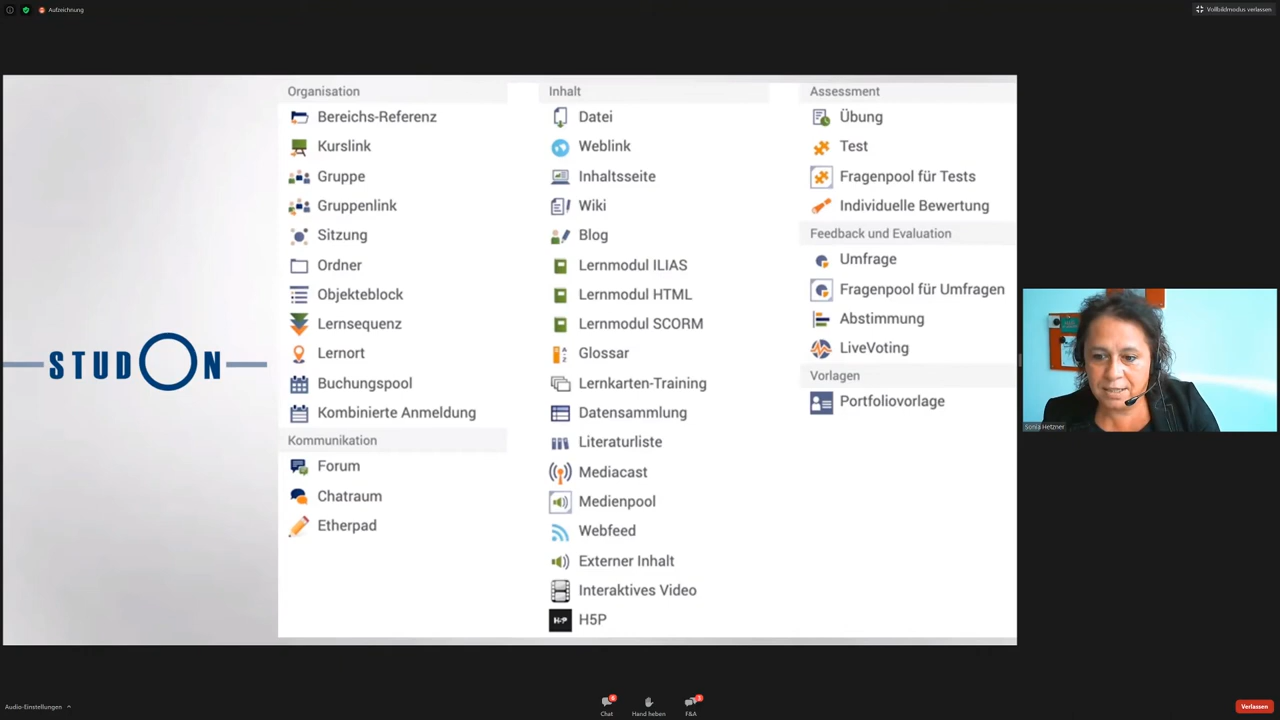 Aufzeichnung
Vollbildmodus verlassen
STUDON
Organisation
Bereichs-Referenz
Kurslink
Gruppe
Gruppenlink
Sitzung
Ordner
Objekteblock
Lernsequenz
Lernort
Buchungspool
Kombinierte Anmeldung
Kommunikation
Forum
Chatraum
Etherpad
Inhalt
Datei
Weblink
Inhaltsseite
Wiki
Blog
Lernmodul ILIAS
Lernmodul HTML
Lernmodul SCORM
Glossar
Lernkarten-Training
Datensammlung
Literaturliste
Mediacast
Medienpool
Webfeed
Externer Inhalt
Interaktives Video
H5P
H5P
Assessment
Übung
Test
Fragenpool für Tests
Individuelle Bewertung
Feedback und Evaluation
Umfrage
Fragenpool für Umfragen
Abstimmung
LiveVoting
Vorlagen
Portfoliovorlage
Sonia Hetzner
Audio-Einstellungen
Chat
Hand heben
F&A
Verlassen